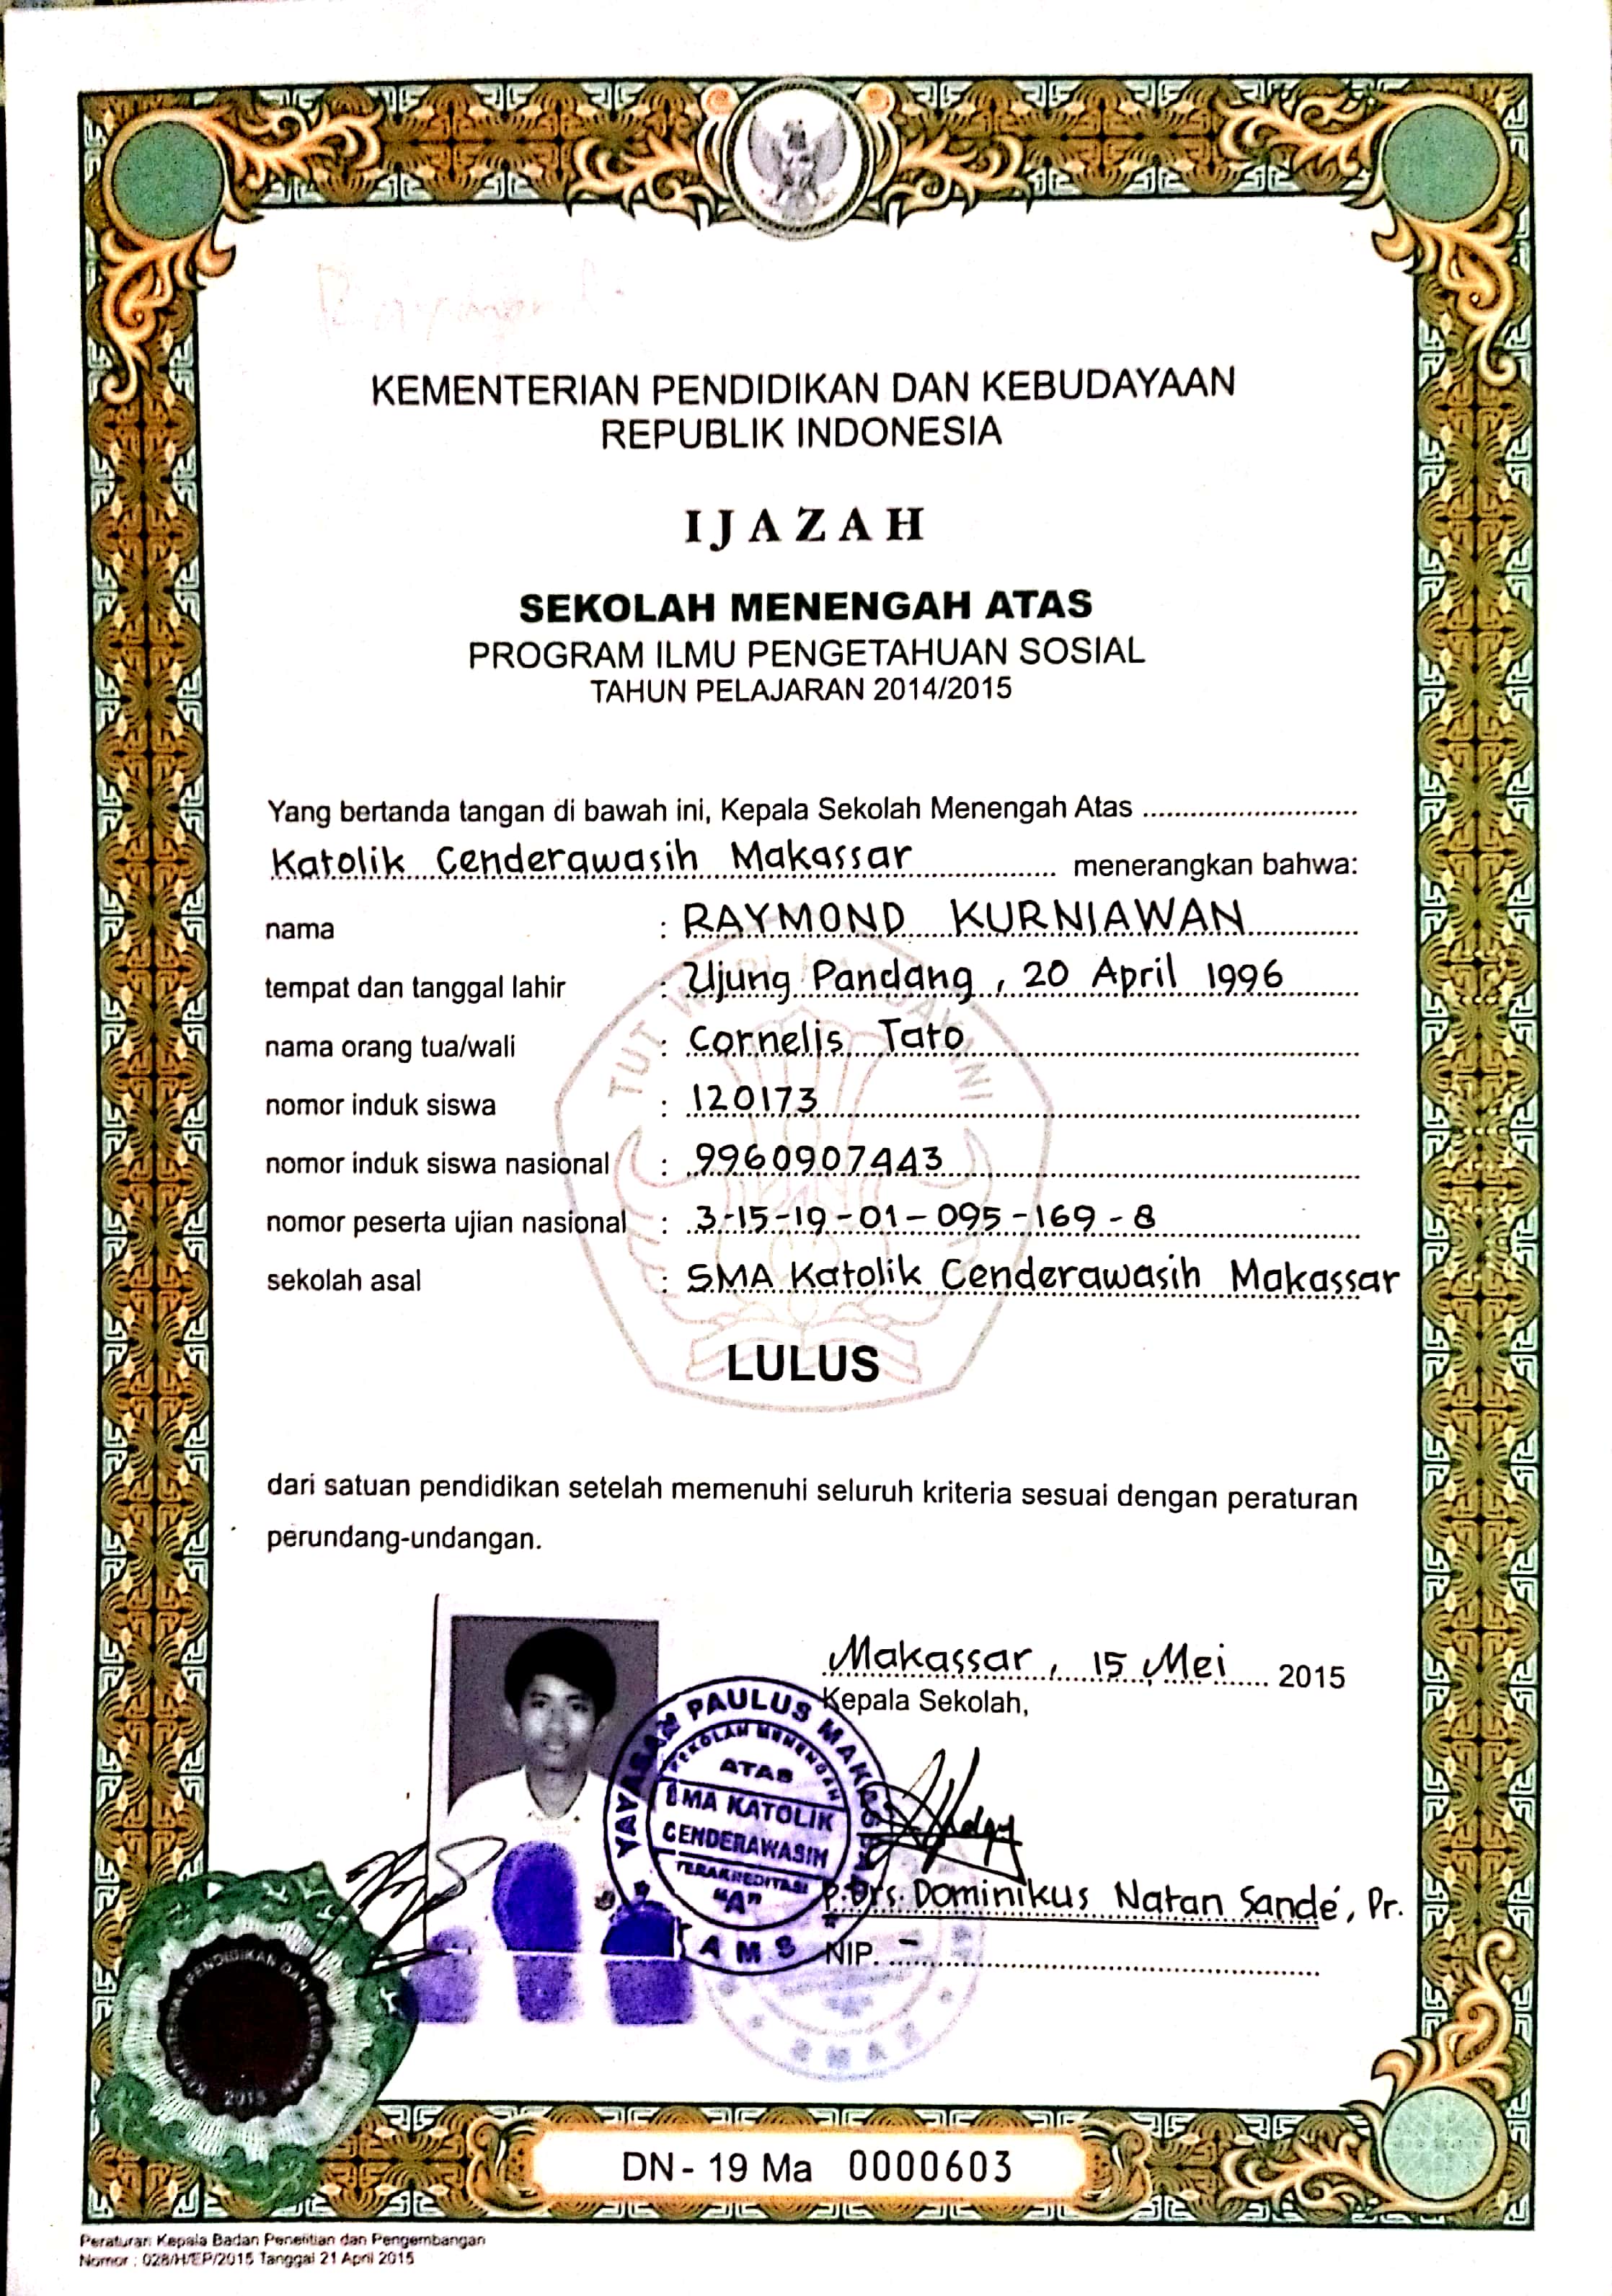 KEMENTERIAN PENDIDIKAN DAN KEBUDAYAAN
REPUBLIK INDONESIA
IJAZAH
SEKOLAH MENENGAH ATAS
PROGRAM ILMU PENGETAHUAN SOSIAL
TAHUN PELAJARAN 2014/2015
Yang bertanda tangan di bawah ini, Kepala Sekolah Menengah Atas
Katolik Cenderawasih Makassar menerangkan bahwa:
nama : RAYMOND KURNIAWAN
tempat dan tanggal lahir : Ujung Pandang, 20 April 1996
nama orang tua/wali : Cornelis Tato
nomor induk siswa : 120173
nomor induk siswa nasional : 9960907443
nomor peserta ujian nasional : 3-15-19-01-095-169-8
sekolah asal : SMA Katolik Cenderawasih Makassar
TUT WURI HANDAYANI
LULUS
dari satuan pendidikan setelah memenuhi seluruh kriteria sesuai dengan peraturan
perundang-undangan.
Makassar, 15 Mei 2015
Kepala Sekolah,
YAYASAN PAULUS MAKASSAR
SEKOLAH MENENGAH
ATAS
SMA KATOLIK
CENDERAWASIH
TERAKREDITASI
"A"
P. Drs. Dominikus Natan Sande, Pr.
NIP. -
PENDIDIKAN DAN
2015
DN - 19 Ma 0000603
Peraturan Kepala Badan Penelitian dan Pengembangan
Nomor : 028/H/EP/2015 Tanggal 21 April 2015